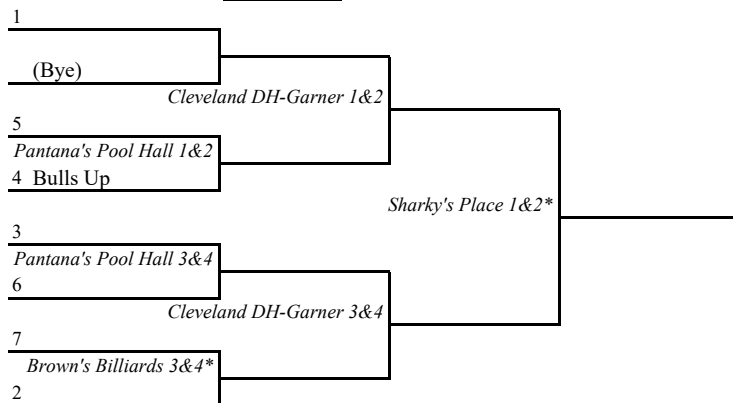 1
(Bye)
Cleveland DH-Garner 1&2
5
Pantana's Pool Hall 1&2
4 Bulls Up
Sharky's Place 1&2*
3
Pantana's Pool Hall 3&4
6
Cleveland DH-Garner 3&4
7
Brown's Billiards 3&4*
2